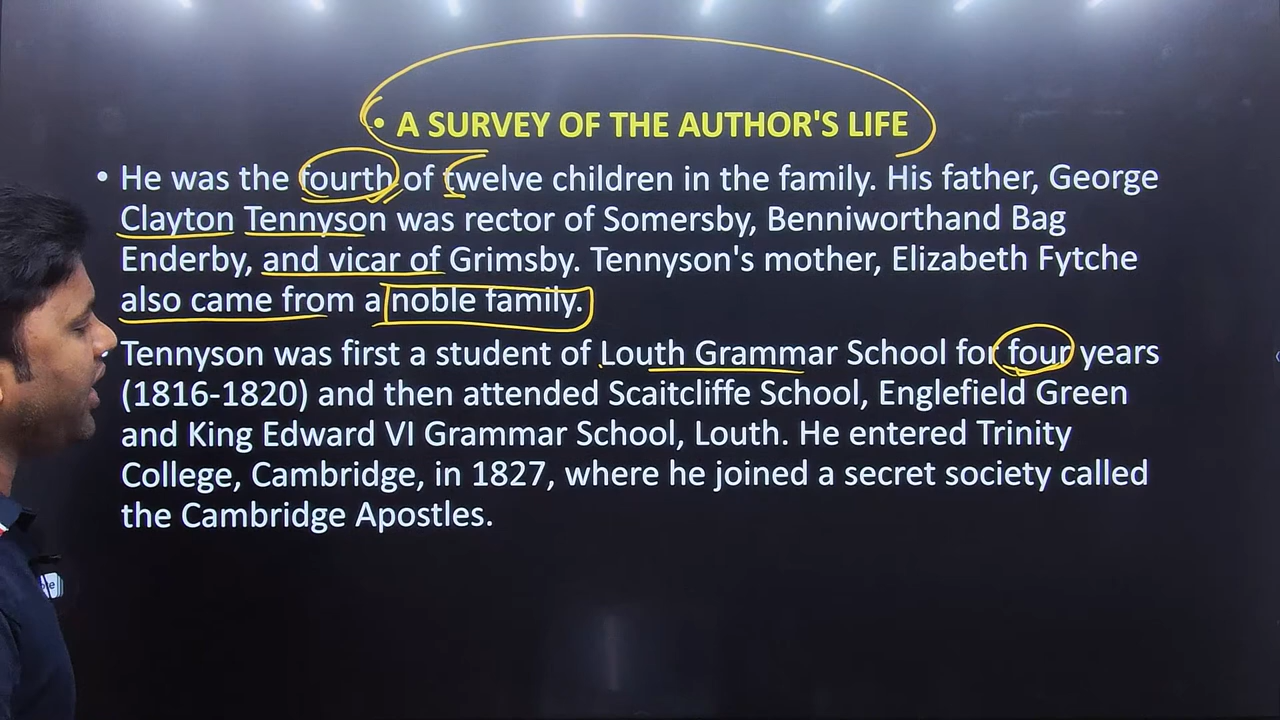 • A SURVEY OF THE AUTHOR'S LIFE
• He was the fourth of twelve children in the family. His father, George
Clayton Tennyson was rector of Somersby, Benniworthand Bag
Enderby, and vicar of Grimsby. Tennyson's mother, Elizabeth Fytche
also came from a noble family.
• Tennyson was first a student of Louth Grammar School for four years
(1816-1820) and then attended Scaitcliffe School, Englefield Green
and King Edward VI Grammar School, Louth. He entered Trinity
College, Cambridge, in 1827, where he joined a secret society called
the Cambridge Apostles.